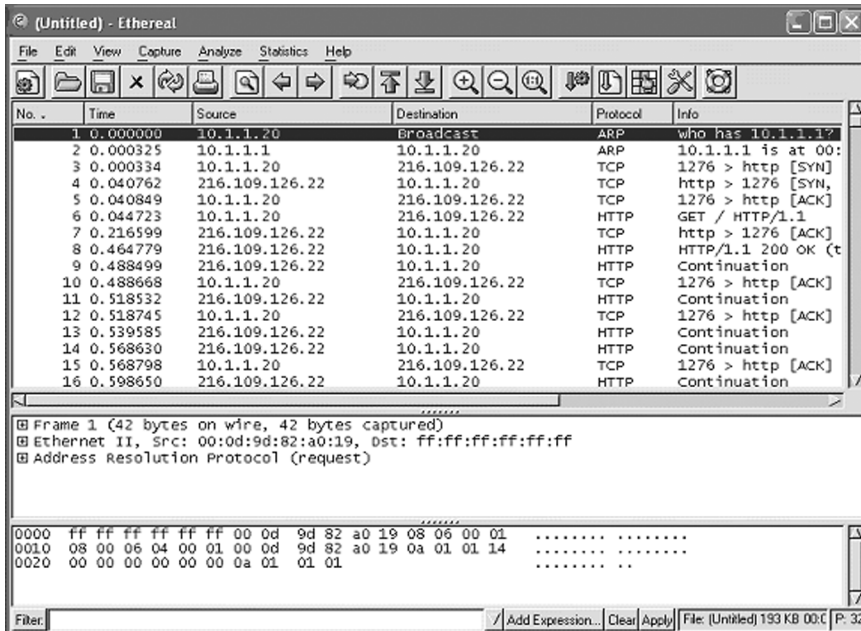 (Untitled) - Ethereal
File Edit View Capture Analyze Statistics Help
No. . Time Source Destination Protocol Info
1 0.000000 10.1.1.20 Broadcast ARP who has 10.1.1.1?
2 0.000325 10.1.1.1 10.1.1.20 ARP 10.1.1.1 is at 00:
3 0.000334 10.1.1.20 216.109.126.22 TCP 1276 > http [SYN]
4 0.040762 216.109.126.22 10.1.1.20 TCP http > 1276 [SYN,
5 0.040849 10.1.1.20 216.109.126.22 TCP 1276 > http [ACK]
6 0.044723 10.1.1.20 216.109.126.22 HTTP GET / HTTP/1.1
7 0.216599 216.109.126.22 10.1.1.20 TCP http > 1276 [ACK]
8 0.464779 216.109.126.22 10.1.1.20 HTTP HTTP/1.1 200 OK (t
9 0.488499 216.109.126.22 10.1.1.20 HTTP Continuation
10 0.488668 10.1.1.20 216.109.126.22 TCP 1276 > http [ACK]
11 0.518532 216.109.126.22 10.1.1.20 HTTP Continuation
12 0.518745 10.1.1.20 216.109.126.22 TCP 1276 > http [ACK]
13 0.539585 216.109.126.22 10.1.1.20 HTTP Continuation
14 0.568630 216.109.126.22 10.1.1.20 HTTP Continuation
15 0.568798 10.1.1.20 216.109.126.22 TCP 1276 > http [ACK]
16 0.598650 216.109.126.22 10.1.1.20 HTTP Continuation
Frame 1 (42 bytes on wire, 42 bytes captured)
Ethernet II, Src: 00:0d:9d:82:a0:19, Dst: ff:ff:ff:ff:ff:ff
Address Resolution Protocol (request)
0000 ff ff ff ff ff ff 00 0d 9d 82 a0 19 08 06 00 01 ........ ........
0010 08 00 06 04 00 01 00 0d 9d 82 a0 19 0a 01 01 14 ........ ........
0020 00 00 00 00 00 00 0a 01 01 01 ........ ..
Filter: / Add Expression... Clear Apply File: (Untitled) 193 KB 00:0 P: 32